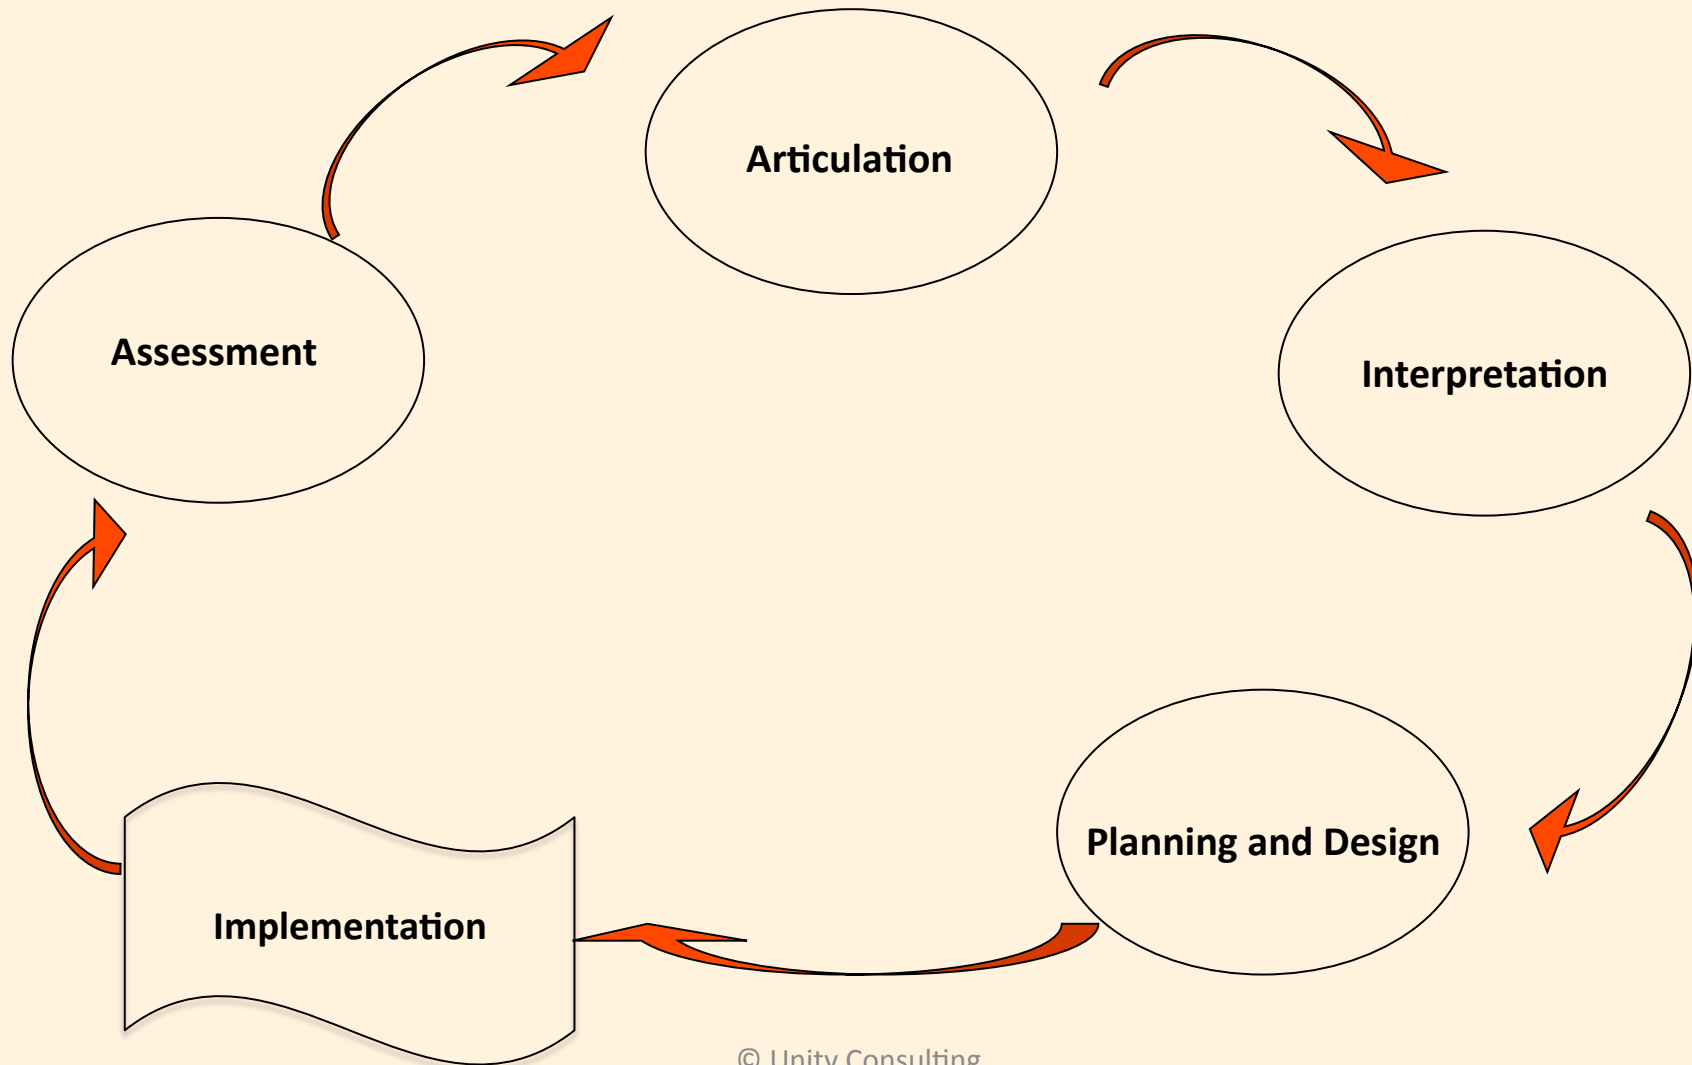 Articulation
Assessment
Interpretation
Planning and Design
Implementation
© Unity Consulting